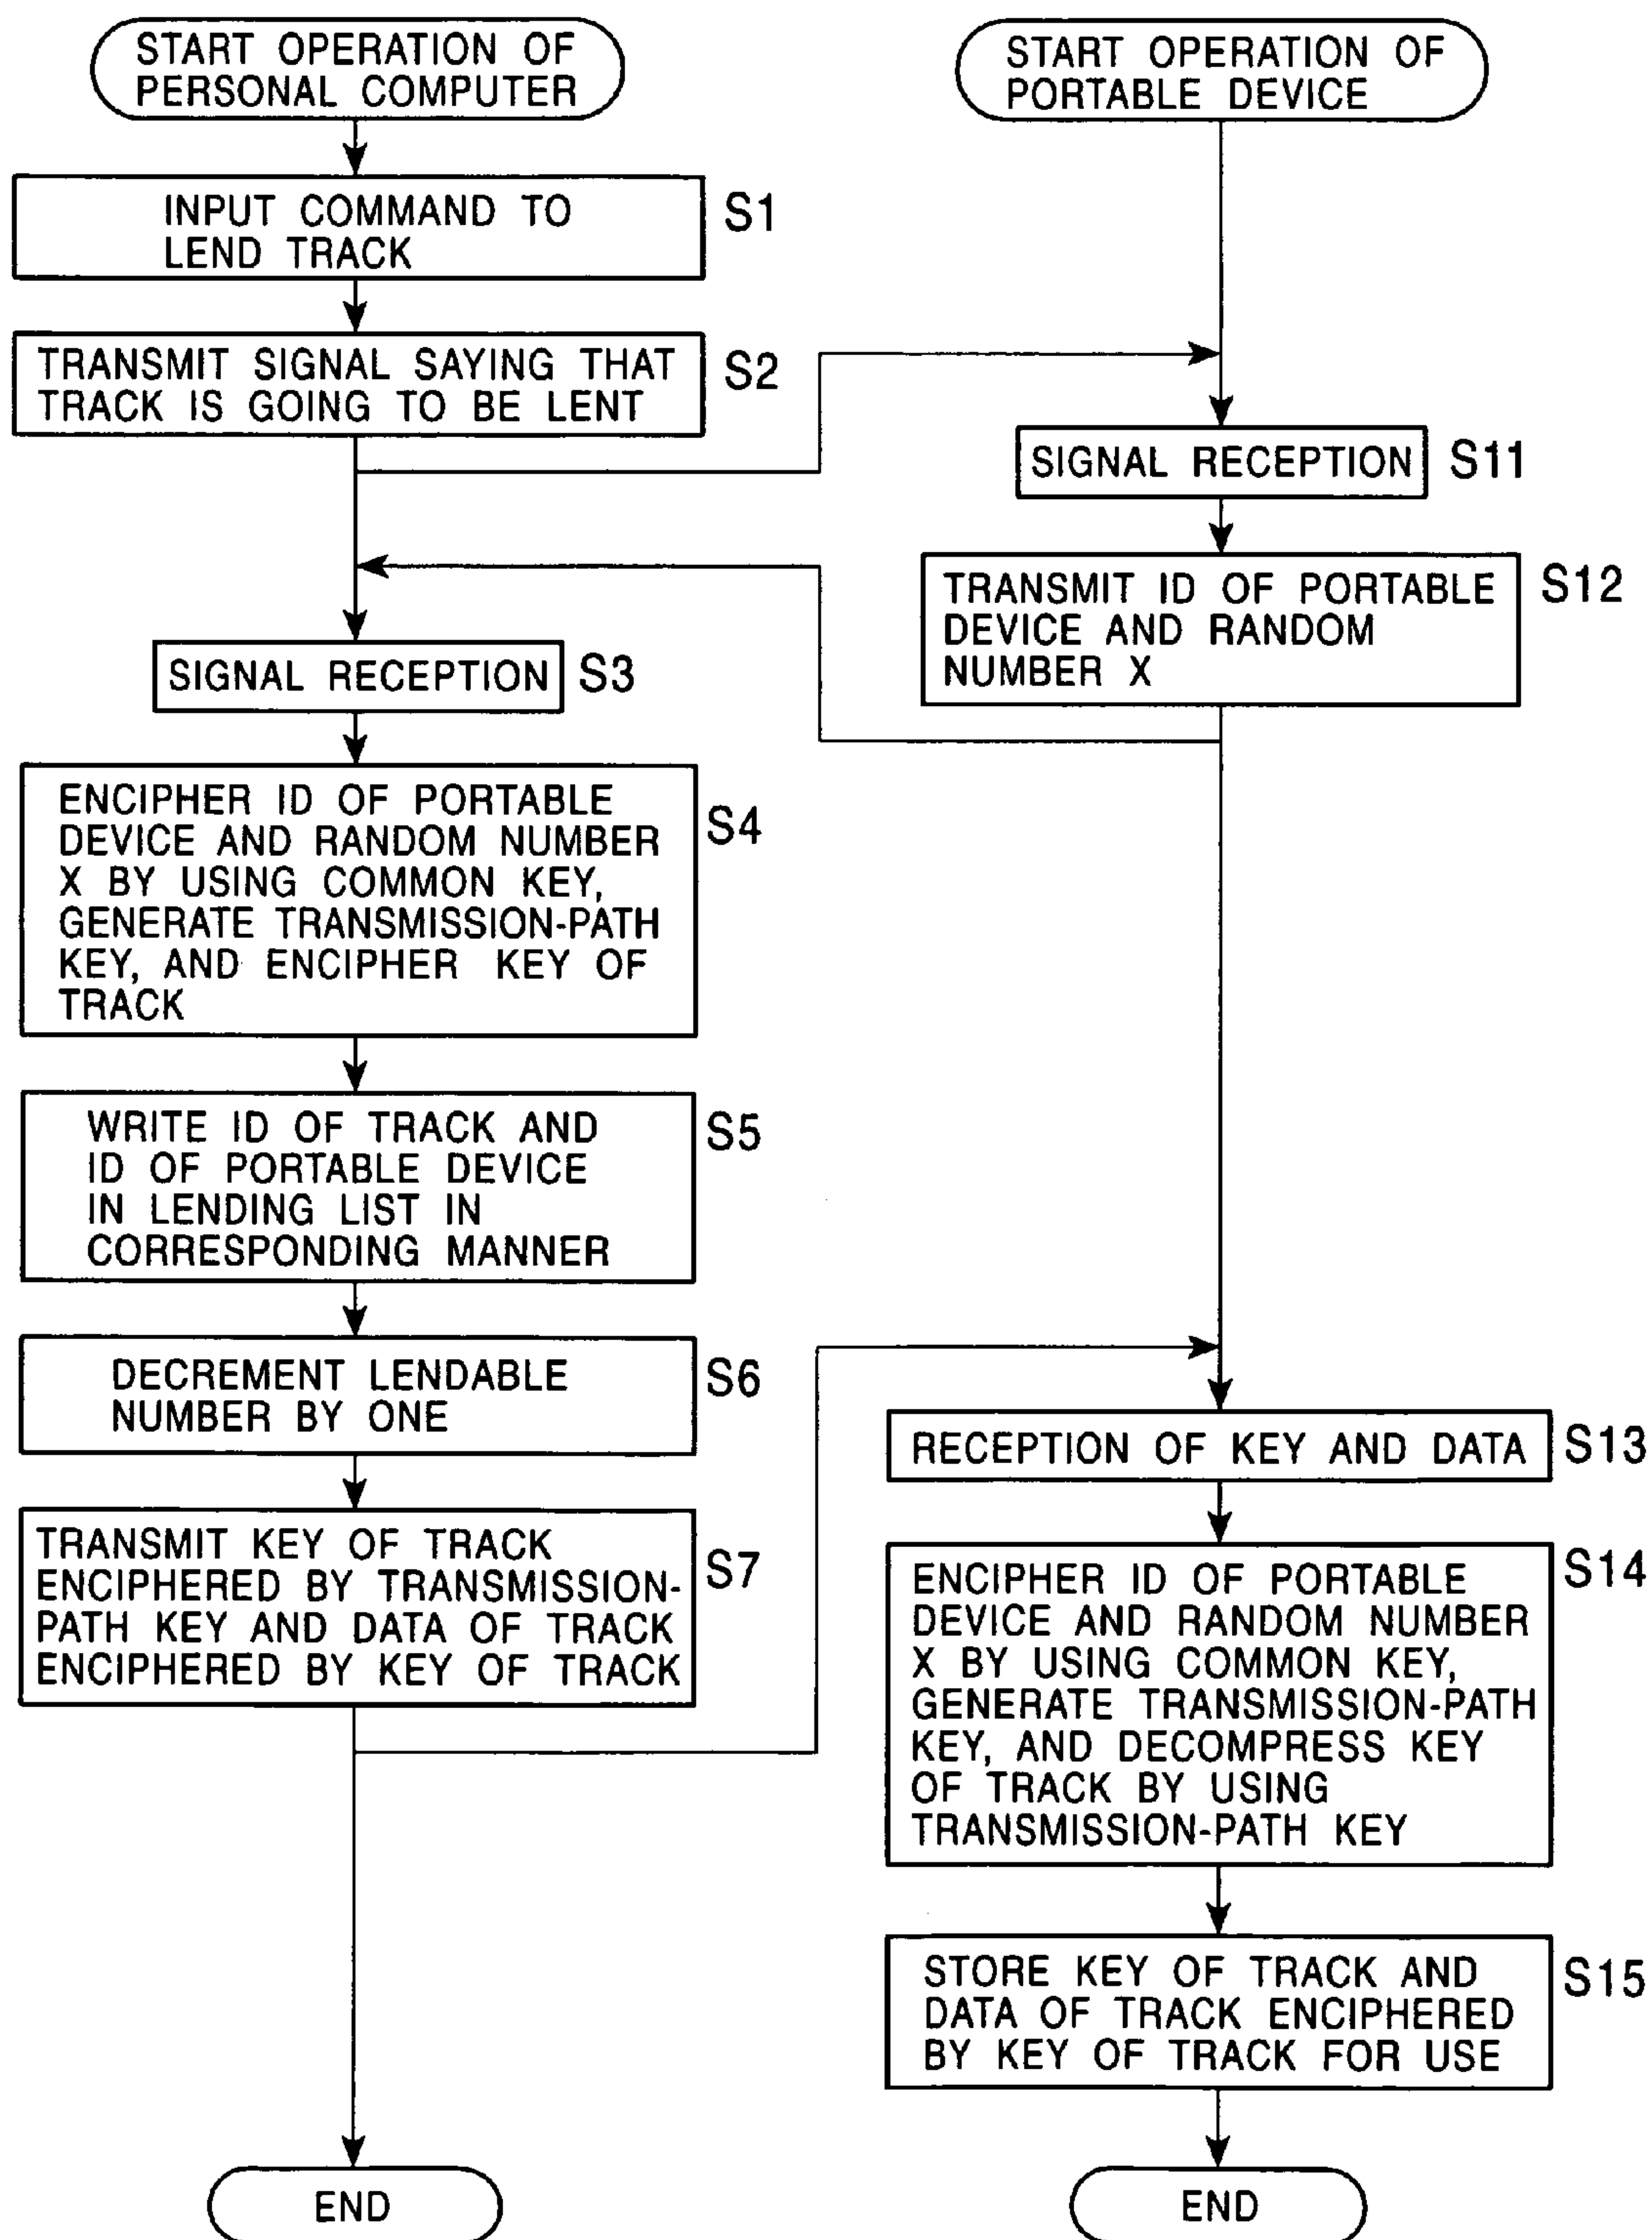 START OPERATION OF
PERSONAL COMPUTER
INPUT COMMAND TO
LEND TRACK
S1
TRANSMIT SIGNAL SAYING THAT
TRACK IS GOING TO BE LENT
S2
SIGNAL RECEPTION
S3
ENCIPHER ID OF PORTABLE
DEVICE AND RANDOM NUMBER
X BY USING COMMON KEY,
GENERATE TRANSMISSION-PATH
KEY, AND ENCIPHER KEY OF
TRACK
S4
WRITE ID OF TRACK AND
ID OF PORTABLE DEVICE
IN LENDING LIST IN
CORRESPONDING MANNER
S5
DECREMENT LENDABLE
NUMBER BY ONE
S6
TRANSMIT KEY OF TRACK
ENCIPHERED BY TRANSMISSION-
PATH KEY AND DATA OF TRACK
ENCIPHERED BY KEY OF TRACK
S7
END
START OPERATION OF
PORTABLE DEVICE
SIGNAL RECEPTION
S11
TRANSMIT ID OF PORTABLE
DEVICE AND RANDOM
NUMBER X
S12
RECEPTION OF KEY AND DATA
S13
ENCIPHER ID OF PORTABLE
DEVICE AND RANDOM NUMBER
X BY USING COMMON KEY,
GENERATE TRANSMISSION-PATH
KEY, AND DECOMPRESS KEY
OF TRACK BY USING
TRANSMISSION-PATH KEY
S14
STORE KEY OF TRACK AND
DATA OF TRACK ENCIPHERED
BY KEY OF TRACK FOR USE
S15
END